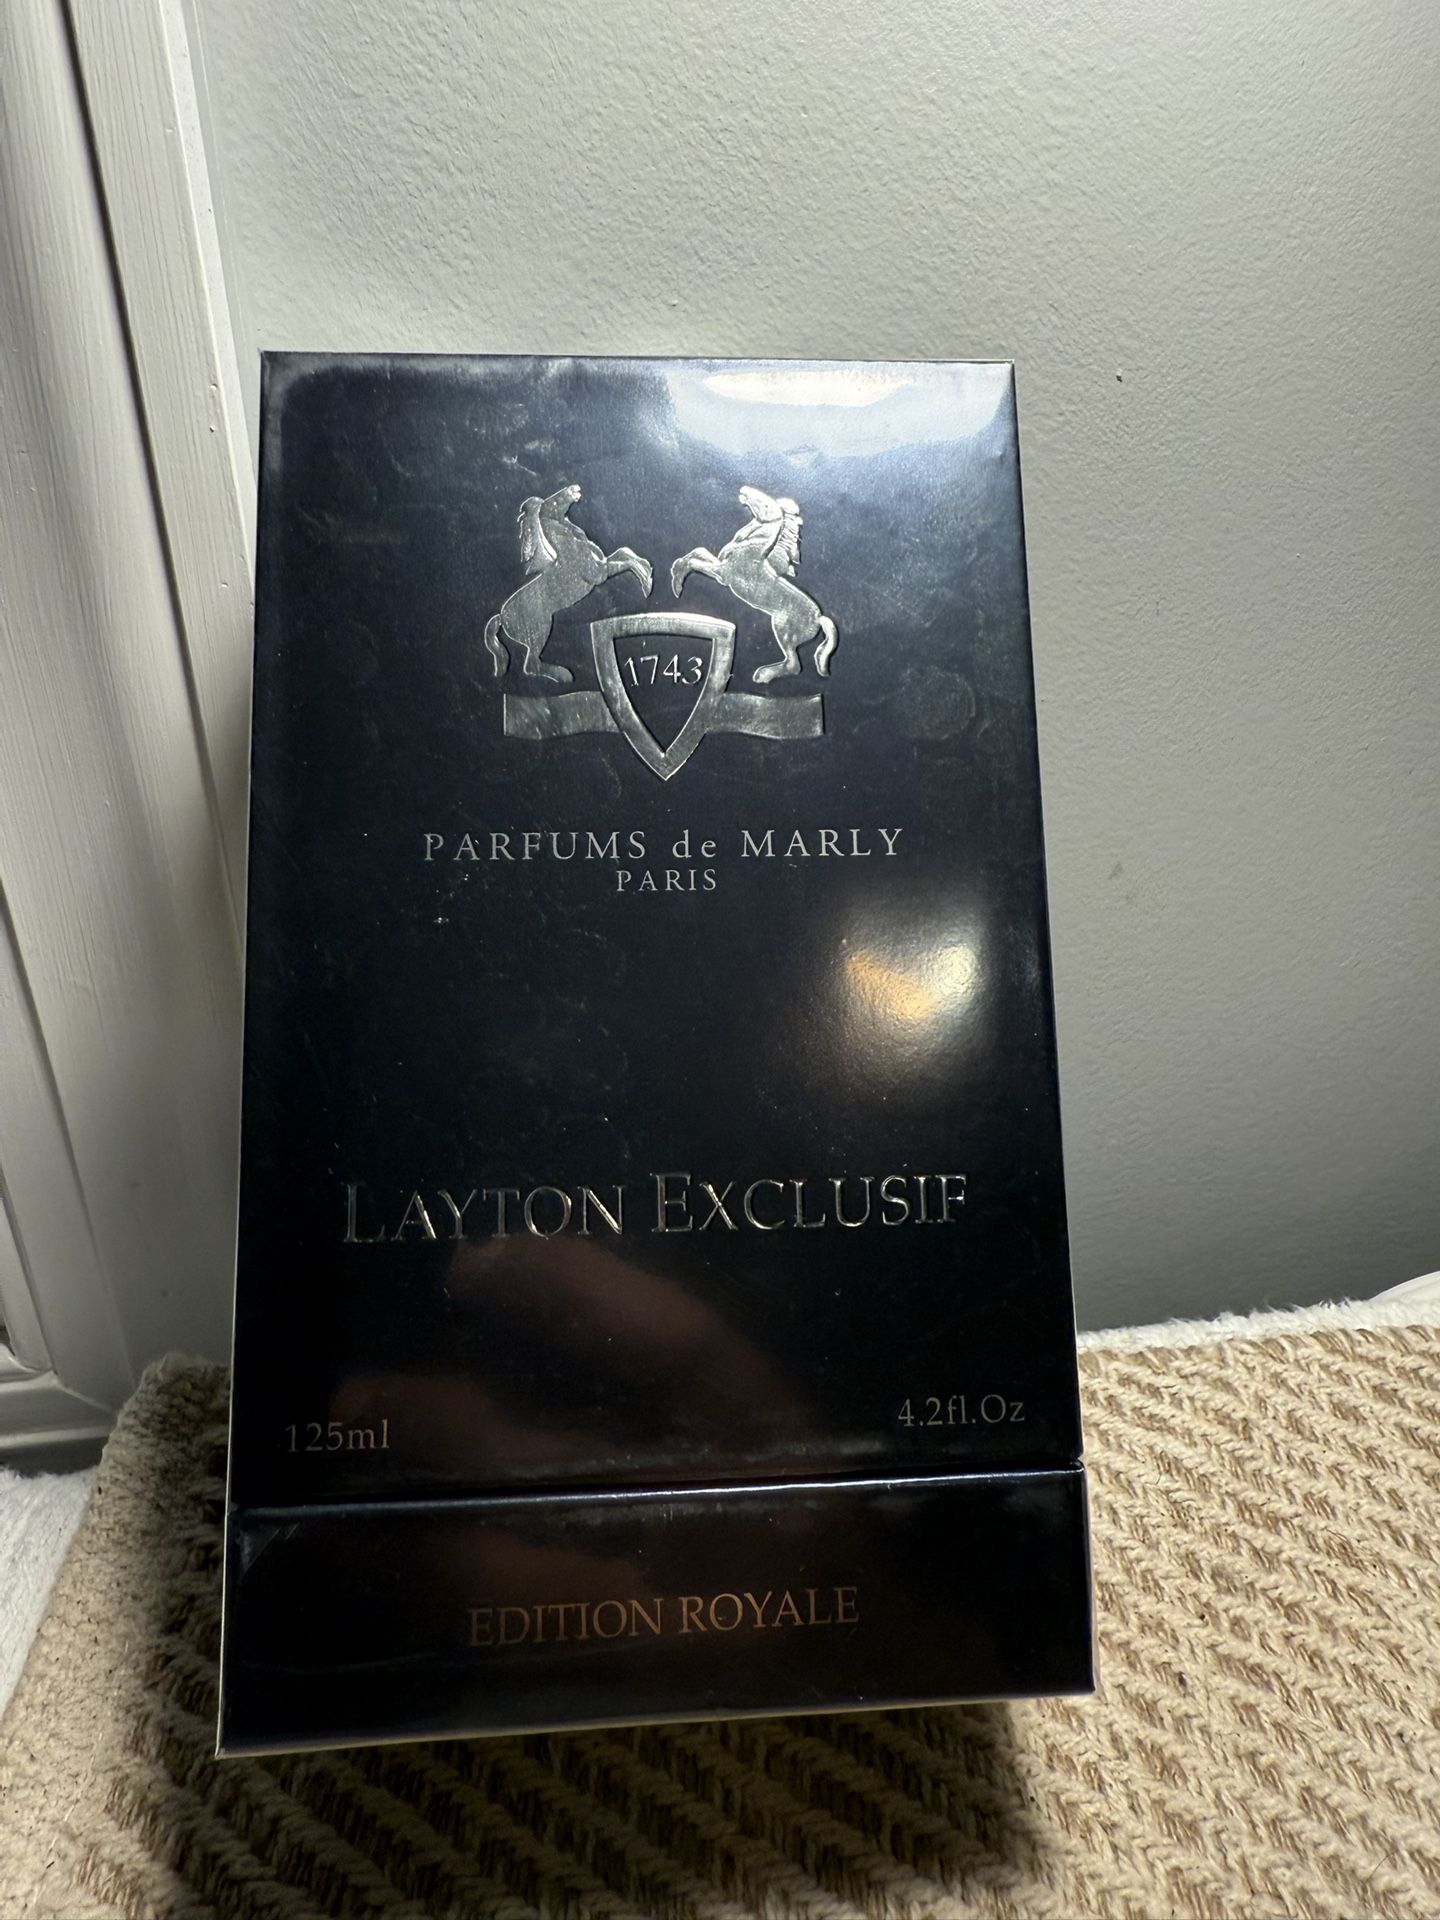 1743
PARFUMS de MARLY
PARIS
LAYTON EXCLUSIF
125ml 4.2fl.Oz
EDITION ROYALE